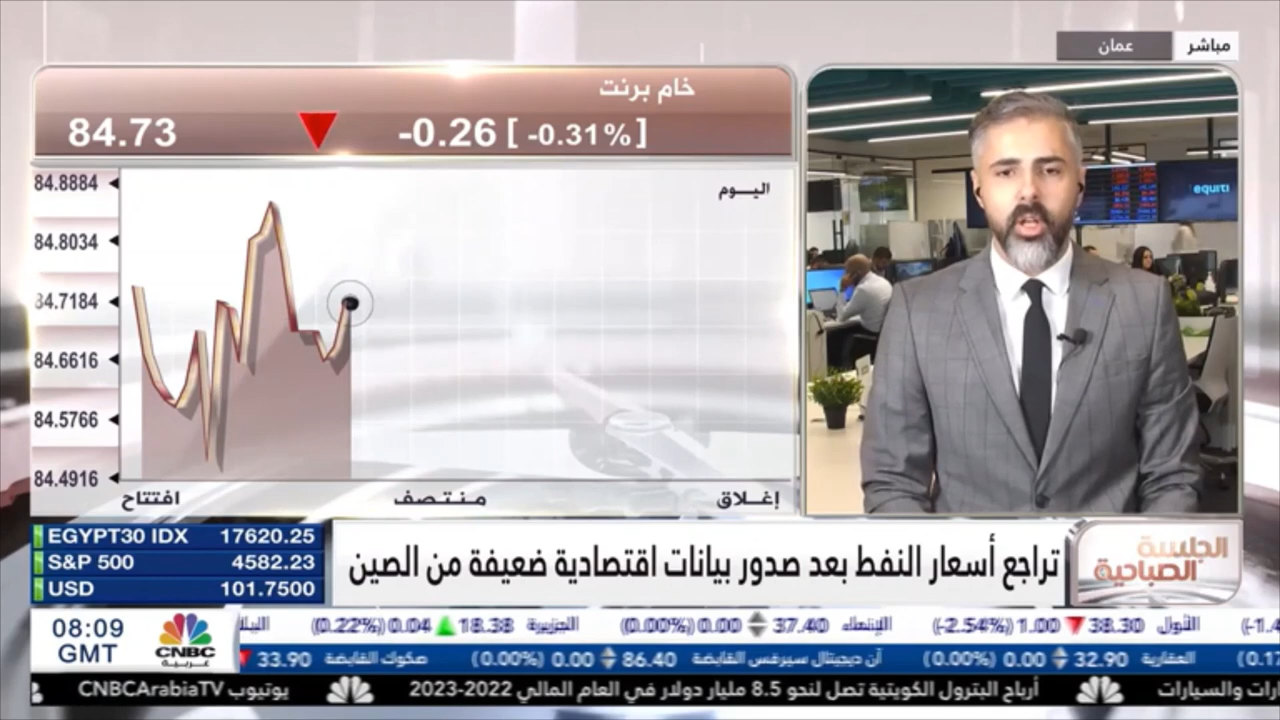 مباشر
عمان
خام برنت
84.73 -0.26 [ -0.31% ]
اليوم
84.8884
84.8034
84.7184
84.6616
84.5766
84.4916
افتتاح منتصف إغلاق
equiti
تراجع أسعار النفط بعد صدور بيانات اقتصادية ضعيفة من الصين
الجلسة
الصباحية
EGYPT30 IDX 17620.25
S&P 500 4582.23
USD 101.7500
08:09
GMT
CNBC
عربية
الأول 38.30 1.00 (-2.54%) الإنتماء 37.40 0.00 (0.00%) الجزيرة 18.38 0.04 (0.22%)
العقارية 32.90 0.00 (0.00%) آن ديجيتال سيرفس القابضة 86.40 0.00 (0.00%) صكوك القابضة 33.90
ارات والسيارات أرباح البترول الكويتية تصل لنحو 8.5 مليار دولار في العام المالي 2022-2023 يوتيوب CNBCArabiaTV